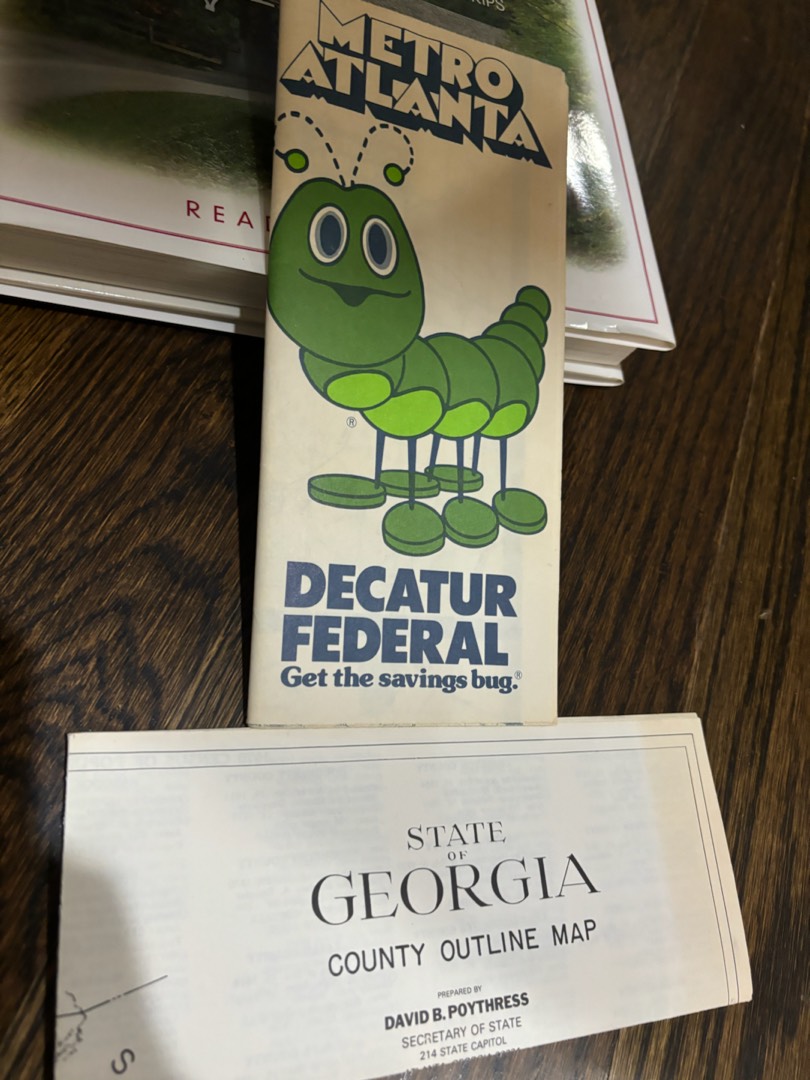 METRO
ATLANTA
®
DECATUR
FEDERAL
Get the savings bug.®
STATE
OF
GEORGIA
COUNTY OUTLINE MAP
PREPARED BY
DAVID B. POYTHRESS
SECRETARY OF STATE
214 STATE CAPITOL
S